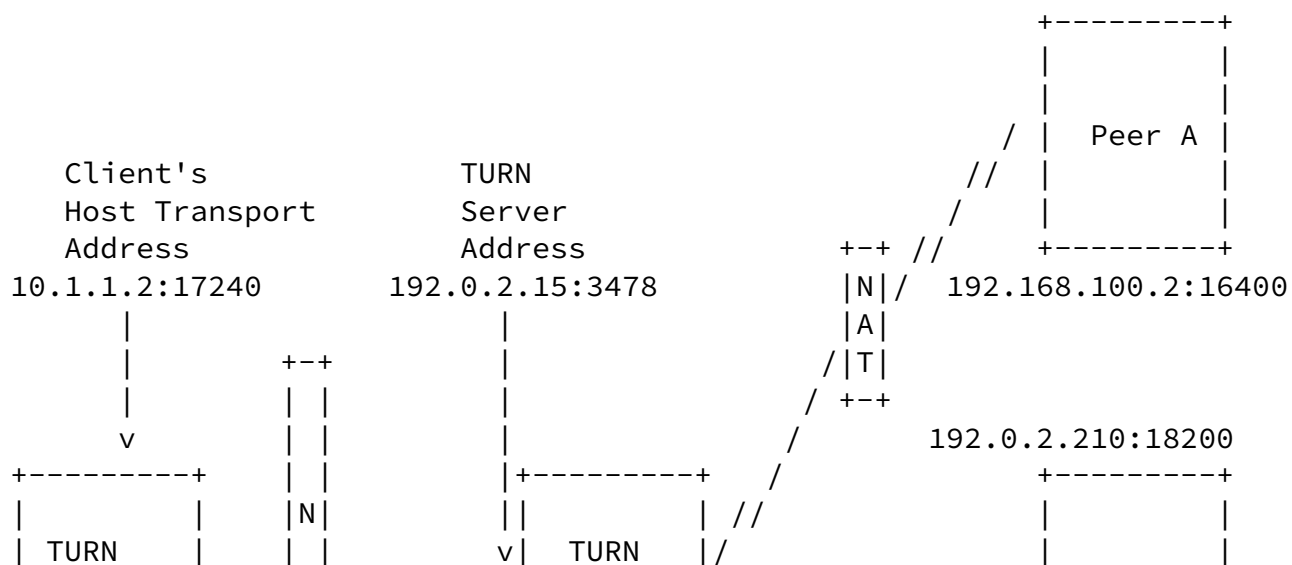 +---------+
                                                         |         |
                                                         |         |
                                                       / |  Peer A |
   Client's              TURN                        //  |         |
   Host Transport        Server                     /    |         |
   Address               Address              +-+ //     +---------+
10.1.1.2:17240       192.0.2.15:3478          |N|/  192.168.100.2:16400
      |                    |                  |A|
      |        +-+         |                 /|T|
      |        | |         |                / +-+
      v        | |         |               /       192.0.2.210:18200
+---------+    | |         |+---------+   /              +---------+
|         |    |N|         ||         | //               |         |
| TURN    |    | |         v|  TURN   |/                 |         |